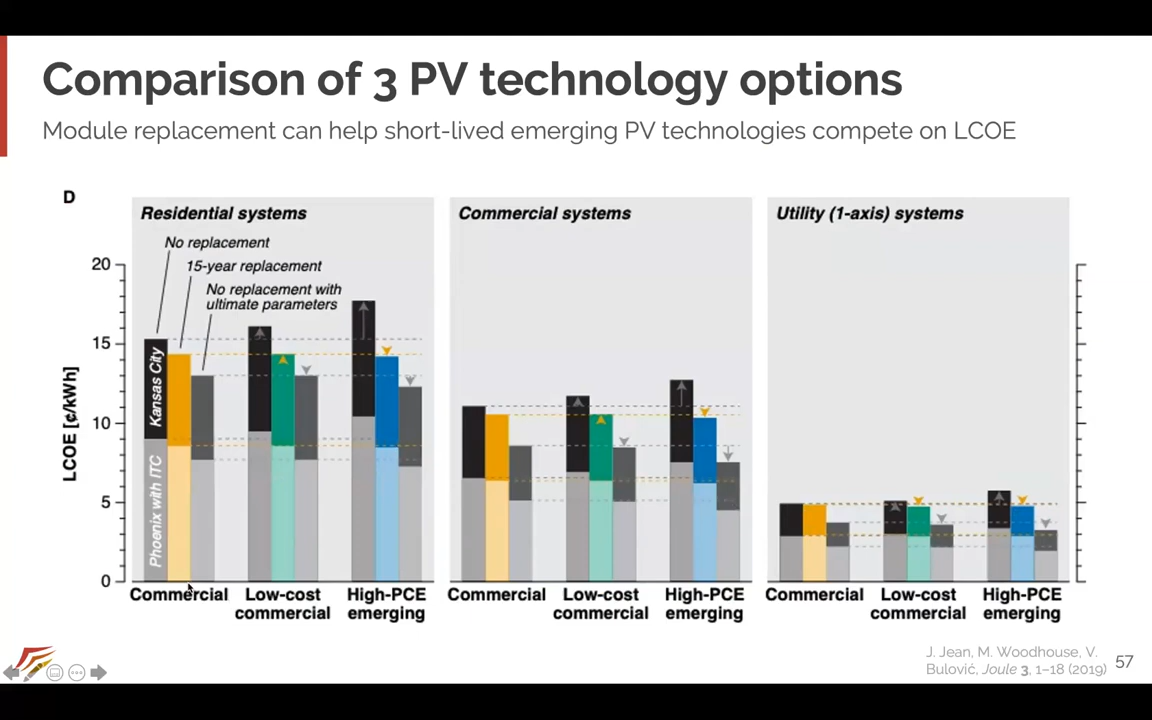 Comparison of 3 PV technology options
Module replacement can help short-lived emerging PV technologies compete on LCOE
D
Residential systems
Commercial systems
Utility (1-axis) systems
No replacement
15-year replacement
No replacement with
ultimate parameters
LCOE [¢/kWh]
20
15
10
5
0
Kansas City
Phoenix with ITC
Commercial
Low-cost
commercial
High-PCE
emerging
Commercial
Low-cost
commercial
High-PCE
emerging
Commercial
Low-cost
commercial
High-PCE
emerging
J. Jean, M. Woodhouse, V.
Bulović, Joule 3, 1–18 (2019)
57